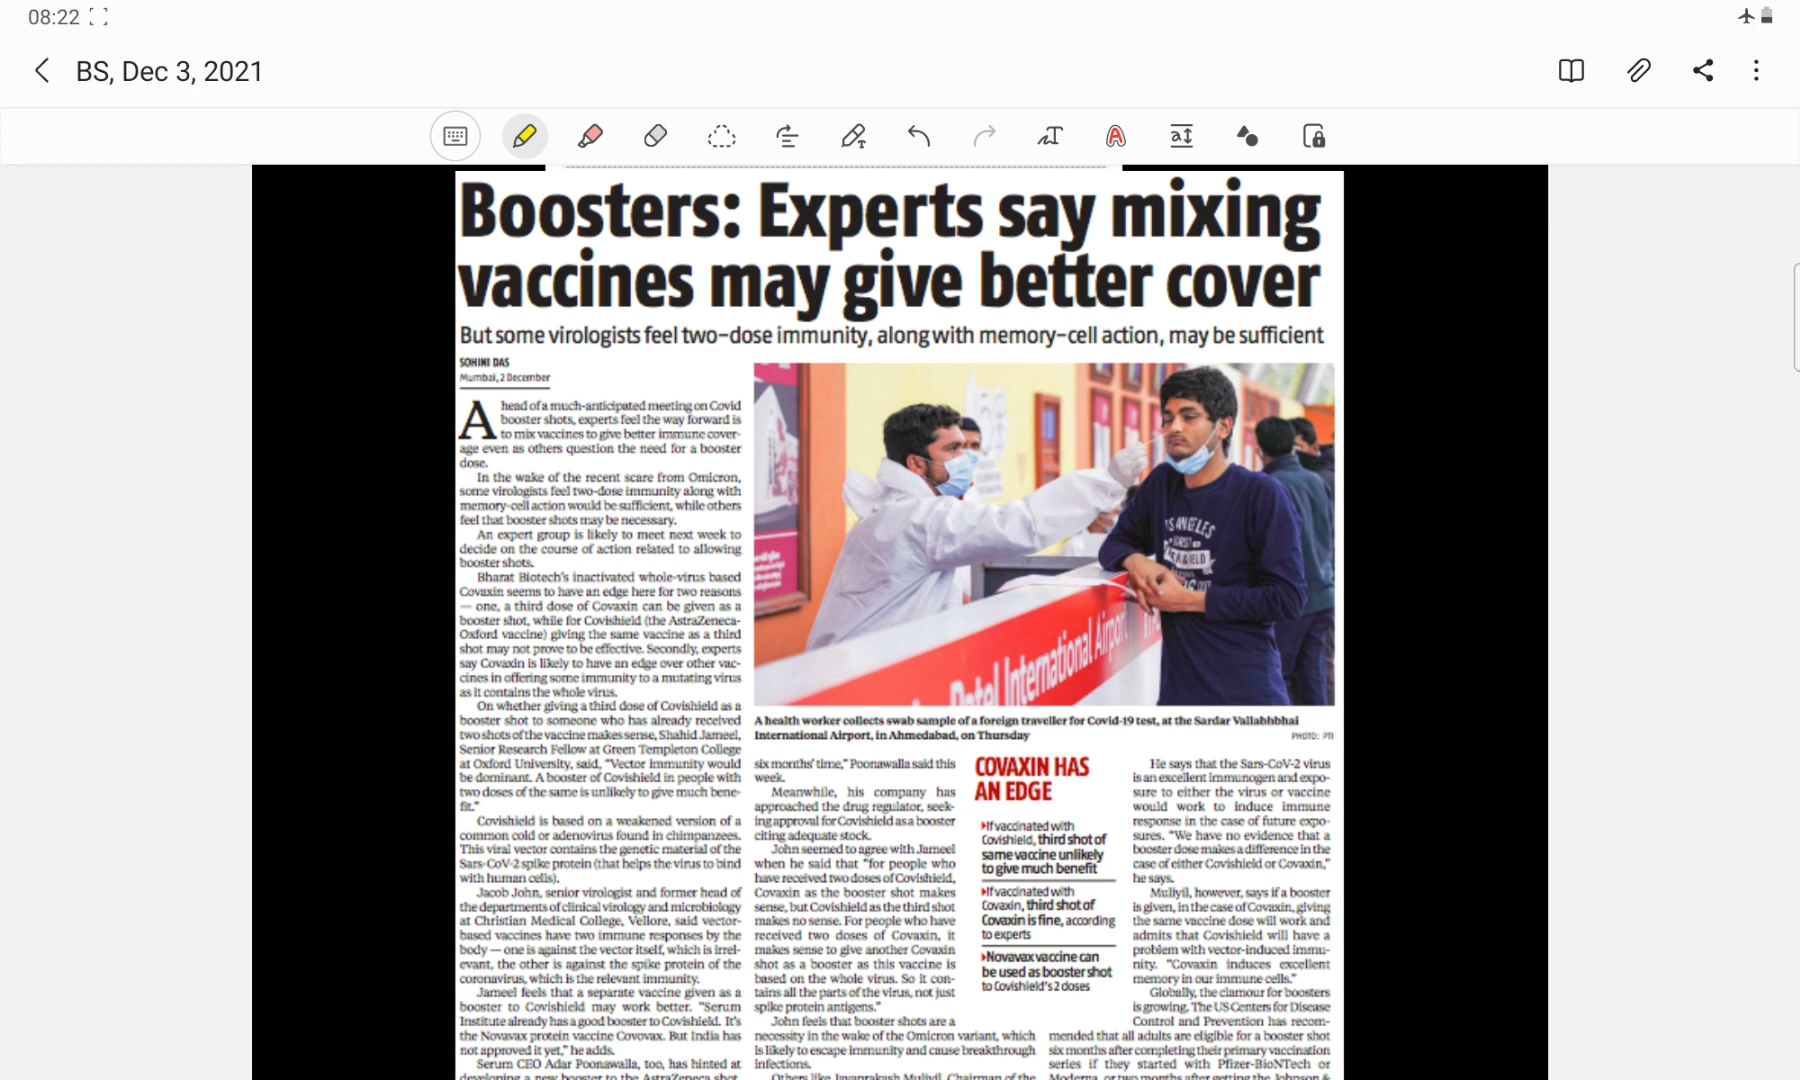 08:22
BS, Dec 3, 2021
Boosters: Experts say mixing
vaccines may give better cover
But some virologists feel two-dose immunity, along with memory-cell action, may be sufficient
SOHINI DAS
Mumbai, 2 December
Ahead of a much-anticipated meeting on Covid
booster shots, experts feel the way forward is
to mix vaccines to give better immune cover-
age even as others question the need for a booster
dose.
In the wake of the recent scare from Omicron,
some virologists feel two-dose immunity along with
memory-cell action would be sufficient, while others
feel that booster shots may be necessary.
An expert group is likely to meet next week to
decide on the course of action related to allowing
booster shots.
Bharat Biotech's inactivated whole-virus based
Covaxin seems to have an edge here for two reasons
— one, a third dose of Covaxin can be given as a
booster shot, while for Covishield (the AstraZeneca-
Oxford vaccine) giving the same vaccine as a third
shot may not prove to be effective. Secondly, experts
say Covaxin is likely to have an edge over other vac-
cines in offering some immunity to a mutating virus
as it contains the whole virus.
On whether giving a third dose of Covishield as a
booster shot to someone who has already received
two shots of the vaccine makes sense, Shahid Jameel,
Senior Research Fellow at Green Templeton College
at Oxford University, said, "Vector immunity would
be dominant. A booster of Covishield in people with
two doses of the same is unlikely to give much bene-
fit."
Covishield is based on a weakened version of a
common cold or adenovirus found in chimpanzees.
This viral vector contains the genetic material of the
Sars-CoV-2 spike protein (that helps the virus to bind
with human cells).
Jacob John, senior virologist and former head of
the departments of clinical virology and microbiology
at Christian Medical College, Vellore, said vector-
based vaccines have two immune responses by the
body — one is against the vector itself, which is irrel-
evant, the other is against the spike protein of the
coronavirus, which is the relevant immunity.
Jameel feels that a separate vaccine given as a
booster to Covishield may work better. "Serum
Institute already has a good booster to Covishield. It's
the Novavax protein vaccine Covovax. But India has
not approved it yet," he adds.
Serum CEO Adar Poonawalla, too, has hinted at
developing a new booster to the AstraZeneca shot
Patel International Airport
A health worker collects swab sample of a foreign traveller for Covid-19 test, at the Sardar Vallabhbhai
International Airport, in Ahmedabad, on Thursday
PHOTO: PTI
six months' time," Poonawalla said this
week.
Meanwhile, his company has
approached the drug regulator, seek-
ing approval for Covishield as a booster
citing adequate stock.
John seemed to agree with Jameel
when he said that "for people who
have received two doses of Covishield,
Covaxin as the booster shot makes
sense, but Covishield as the third shot
makes no sense. For people who have
received two doses of Covaxin, it
makes sense to give another Covaxin
shot as a booster as this vaccine is
based on the whole virus. So it con-
tains all the parts of the virus, not just
spike protein antigens."
John feels that booster shots are a
necessity in the wake of the Omicron variant, which
is likely to escape immunity and cause breakthrough
infections.
Others like Jayaprakash Muliyil, Chairman of the
COVAXIN HAS
AN EDGE
If vaccinated with
Covishield, third shot of
same vaccine unlikely
to give much benefit
If vaccinated with
Covaxin, third shot of
Covaxin is fine, according
to experts
Novavax vaccine can
be used as booster shot
to Covishield's 2 doses
He says that the Sars-CoV-2 virus
is an excellent immunogen and expo-
sure to either the virus or vaccine
would work to induce immune
response in the case of future expo-
sures. "We have no evidence that a
booster dose makes a difference in the
case of either Covishield or Covaxin,"
he says.
Muliyil, however, says if a booster
is given, in the case of Covaxin, giving
the same vaccine dose will work and
admits that Covishield will have a
problem with vector-induced immu-
nity. "Covaxin induces excellent
memory in our immune cells."
Globally, the clamour for boosters
is growing. The US Centers for Disease
Control and Prevention has recom-
mended that all adults are eligible for a booster shot
six months after completing their primary vaccination
series if they started with Pfizer-BioNTech or
Moderna, or two months after getting the Johnson &